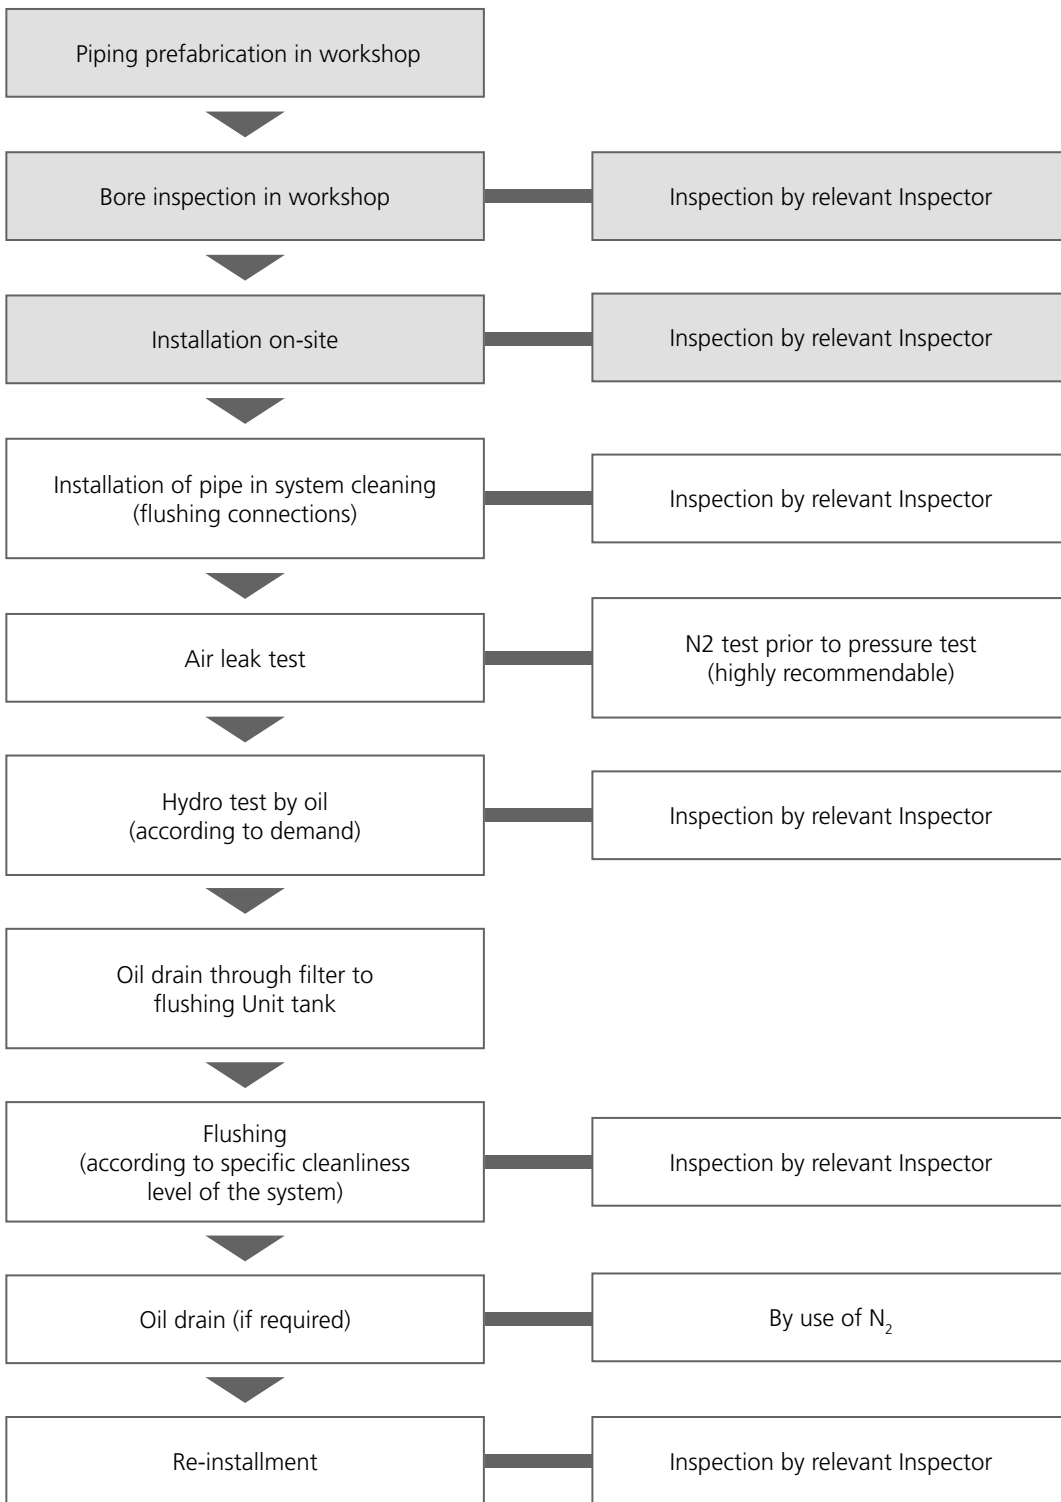 Piping prefabrication in workshop
Bore inspection in workshop
Inspection by relevant Inspector
Installation on-site
Inspection by relevant Inspector
Installation of pipe in system cleaning
(flushing connections)
Inspection by relevant Inspector
Air leak test
N2 test prior to pressure test
(highly recommendable)
Hydro test by oil
(according to demand)
Inspection by relevant Inspector
Oil drain through filter to
flushing Unit tank
Flushing
(according to specific cleanliness
level of the system)
Inspection by relevant Inspector
Oil drain (if required)
By use of N₂
Re-installment
Inspection by relevant Inspector